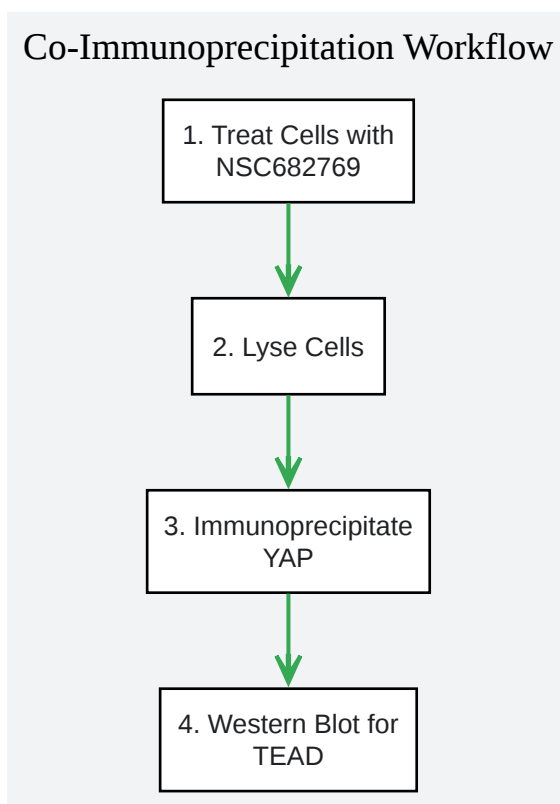 Co-Immunoprecipitation Workflow
1. Treat Cells with
NSC682769
2. Lyse Cells
3. Immunoprecipitate
YAP
4. Western Blot for
TEAD